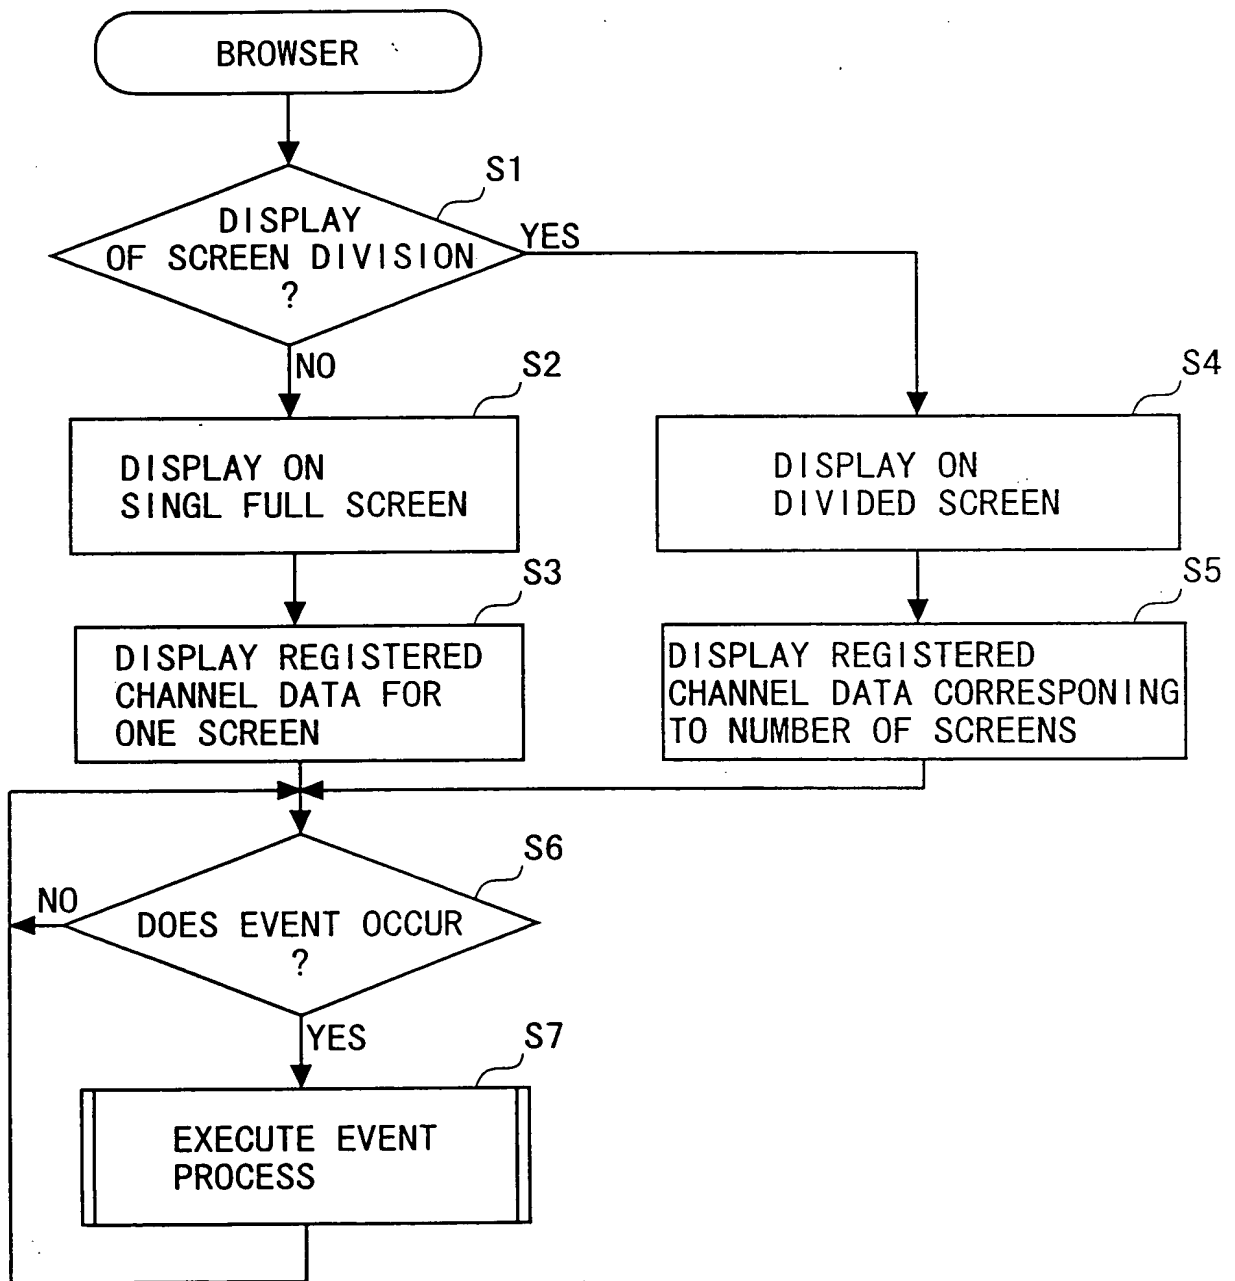 BROWSER
S1
DISPLAY
OF SCREEN DIVISION
?
YES
NO
S2
DISPLAY ON
SINGL FULL SCREEN
S4
DISPLAY ON
DIVIDED SCREEN
S3
DISPLAY REGISTERED
CHANNEL DATA FOR
ONE SCREEN
S5
DISPLAY REGISTERED
CHANNEL DATA CORRESPONING
TO NUMBER OF SCREENS
S6
NO
DOES EVENT OCCUR
?
YES
S7
EXECUTE EVENT
PROCESS